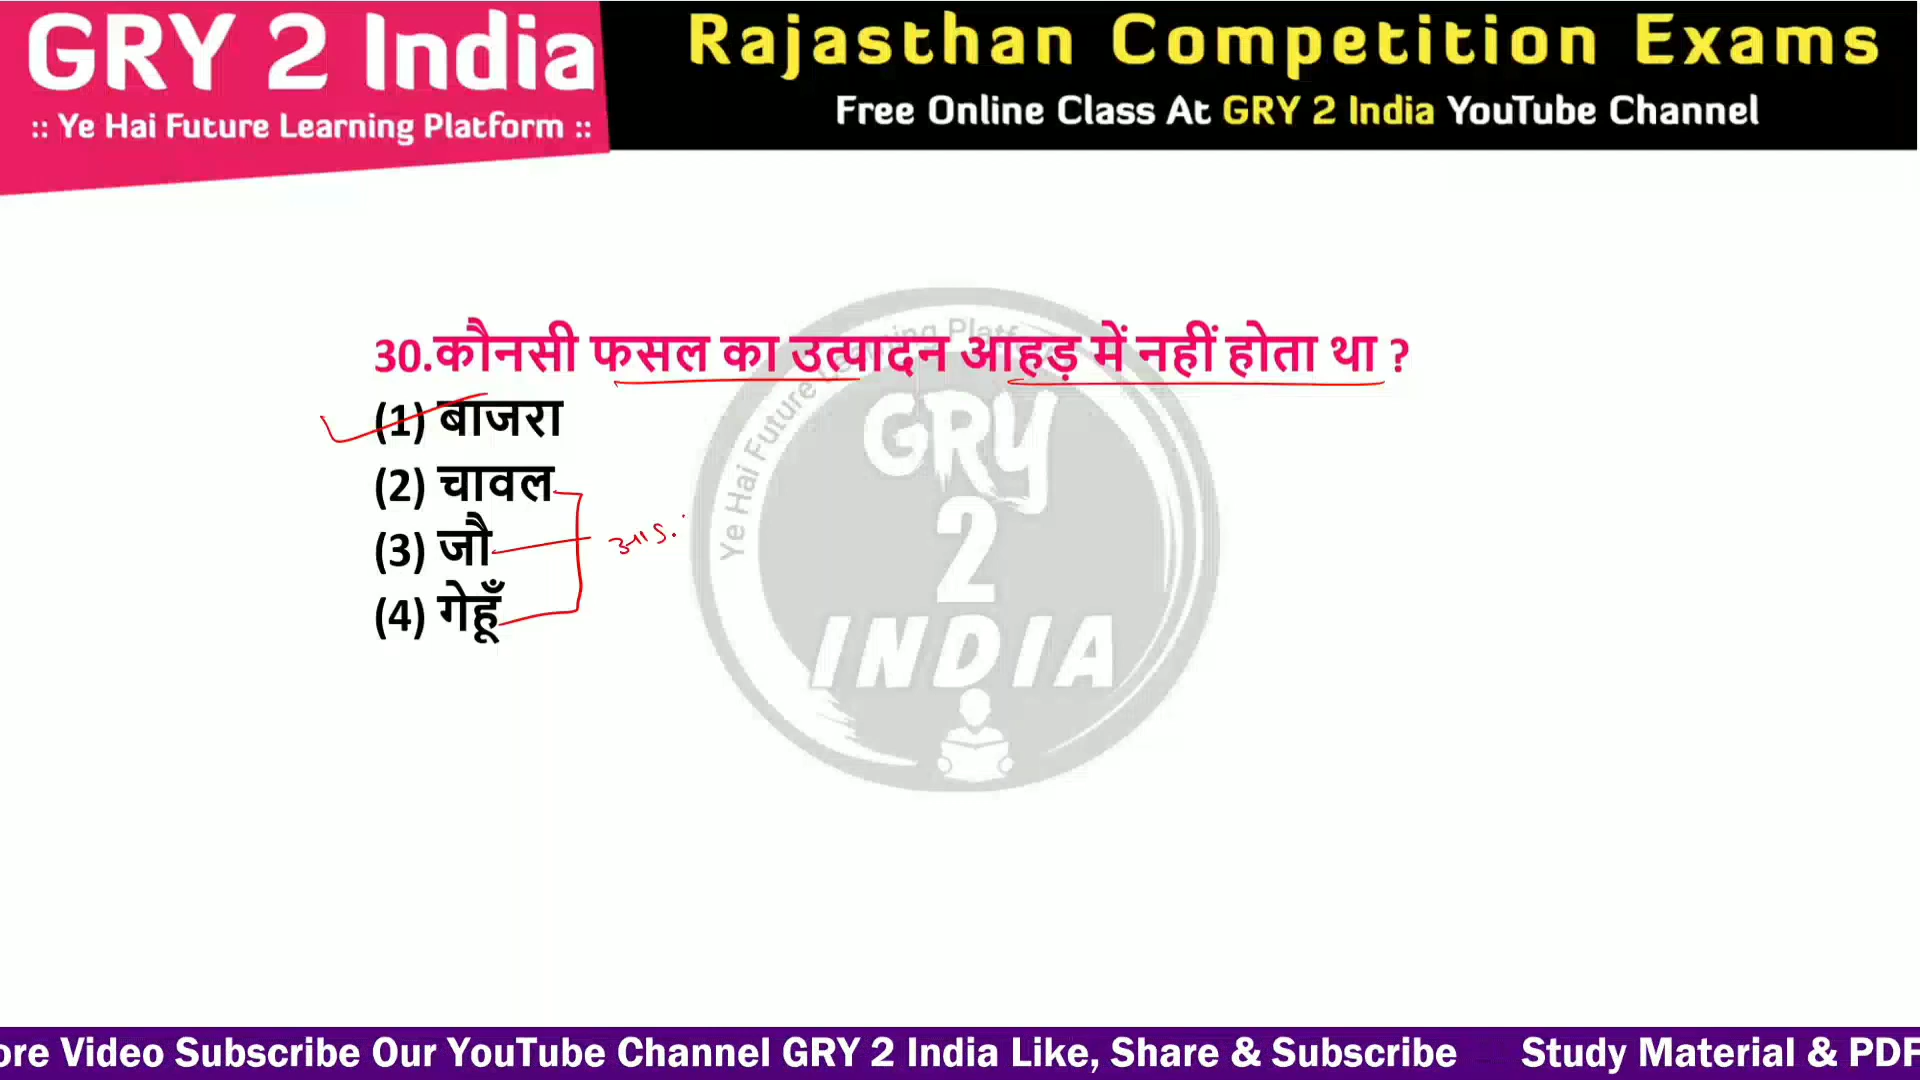 GRY 2 India
:: Ye Hai Future Learning Platform ::
Rajasthan Competition Exams
Free Online Class At GRY 2 India YouTube Channel
30.कौनसी फसल का उत्पादन आहड़ में नहीं होता था ?
(1) बाजरा
(2) चावल
(3) जौ
(4) गेहूँ
Ye Hai Future Learning Platf
GRY
2
INDIA
ore Video Subscribe Our YouTube Channel GRY 2 India Like, Share & Subscribe Study Material & PDF